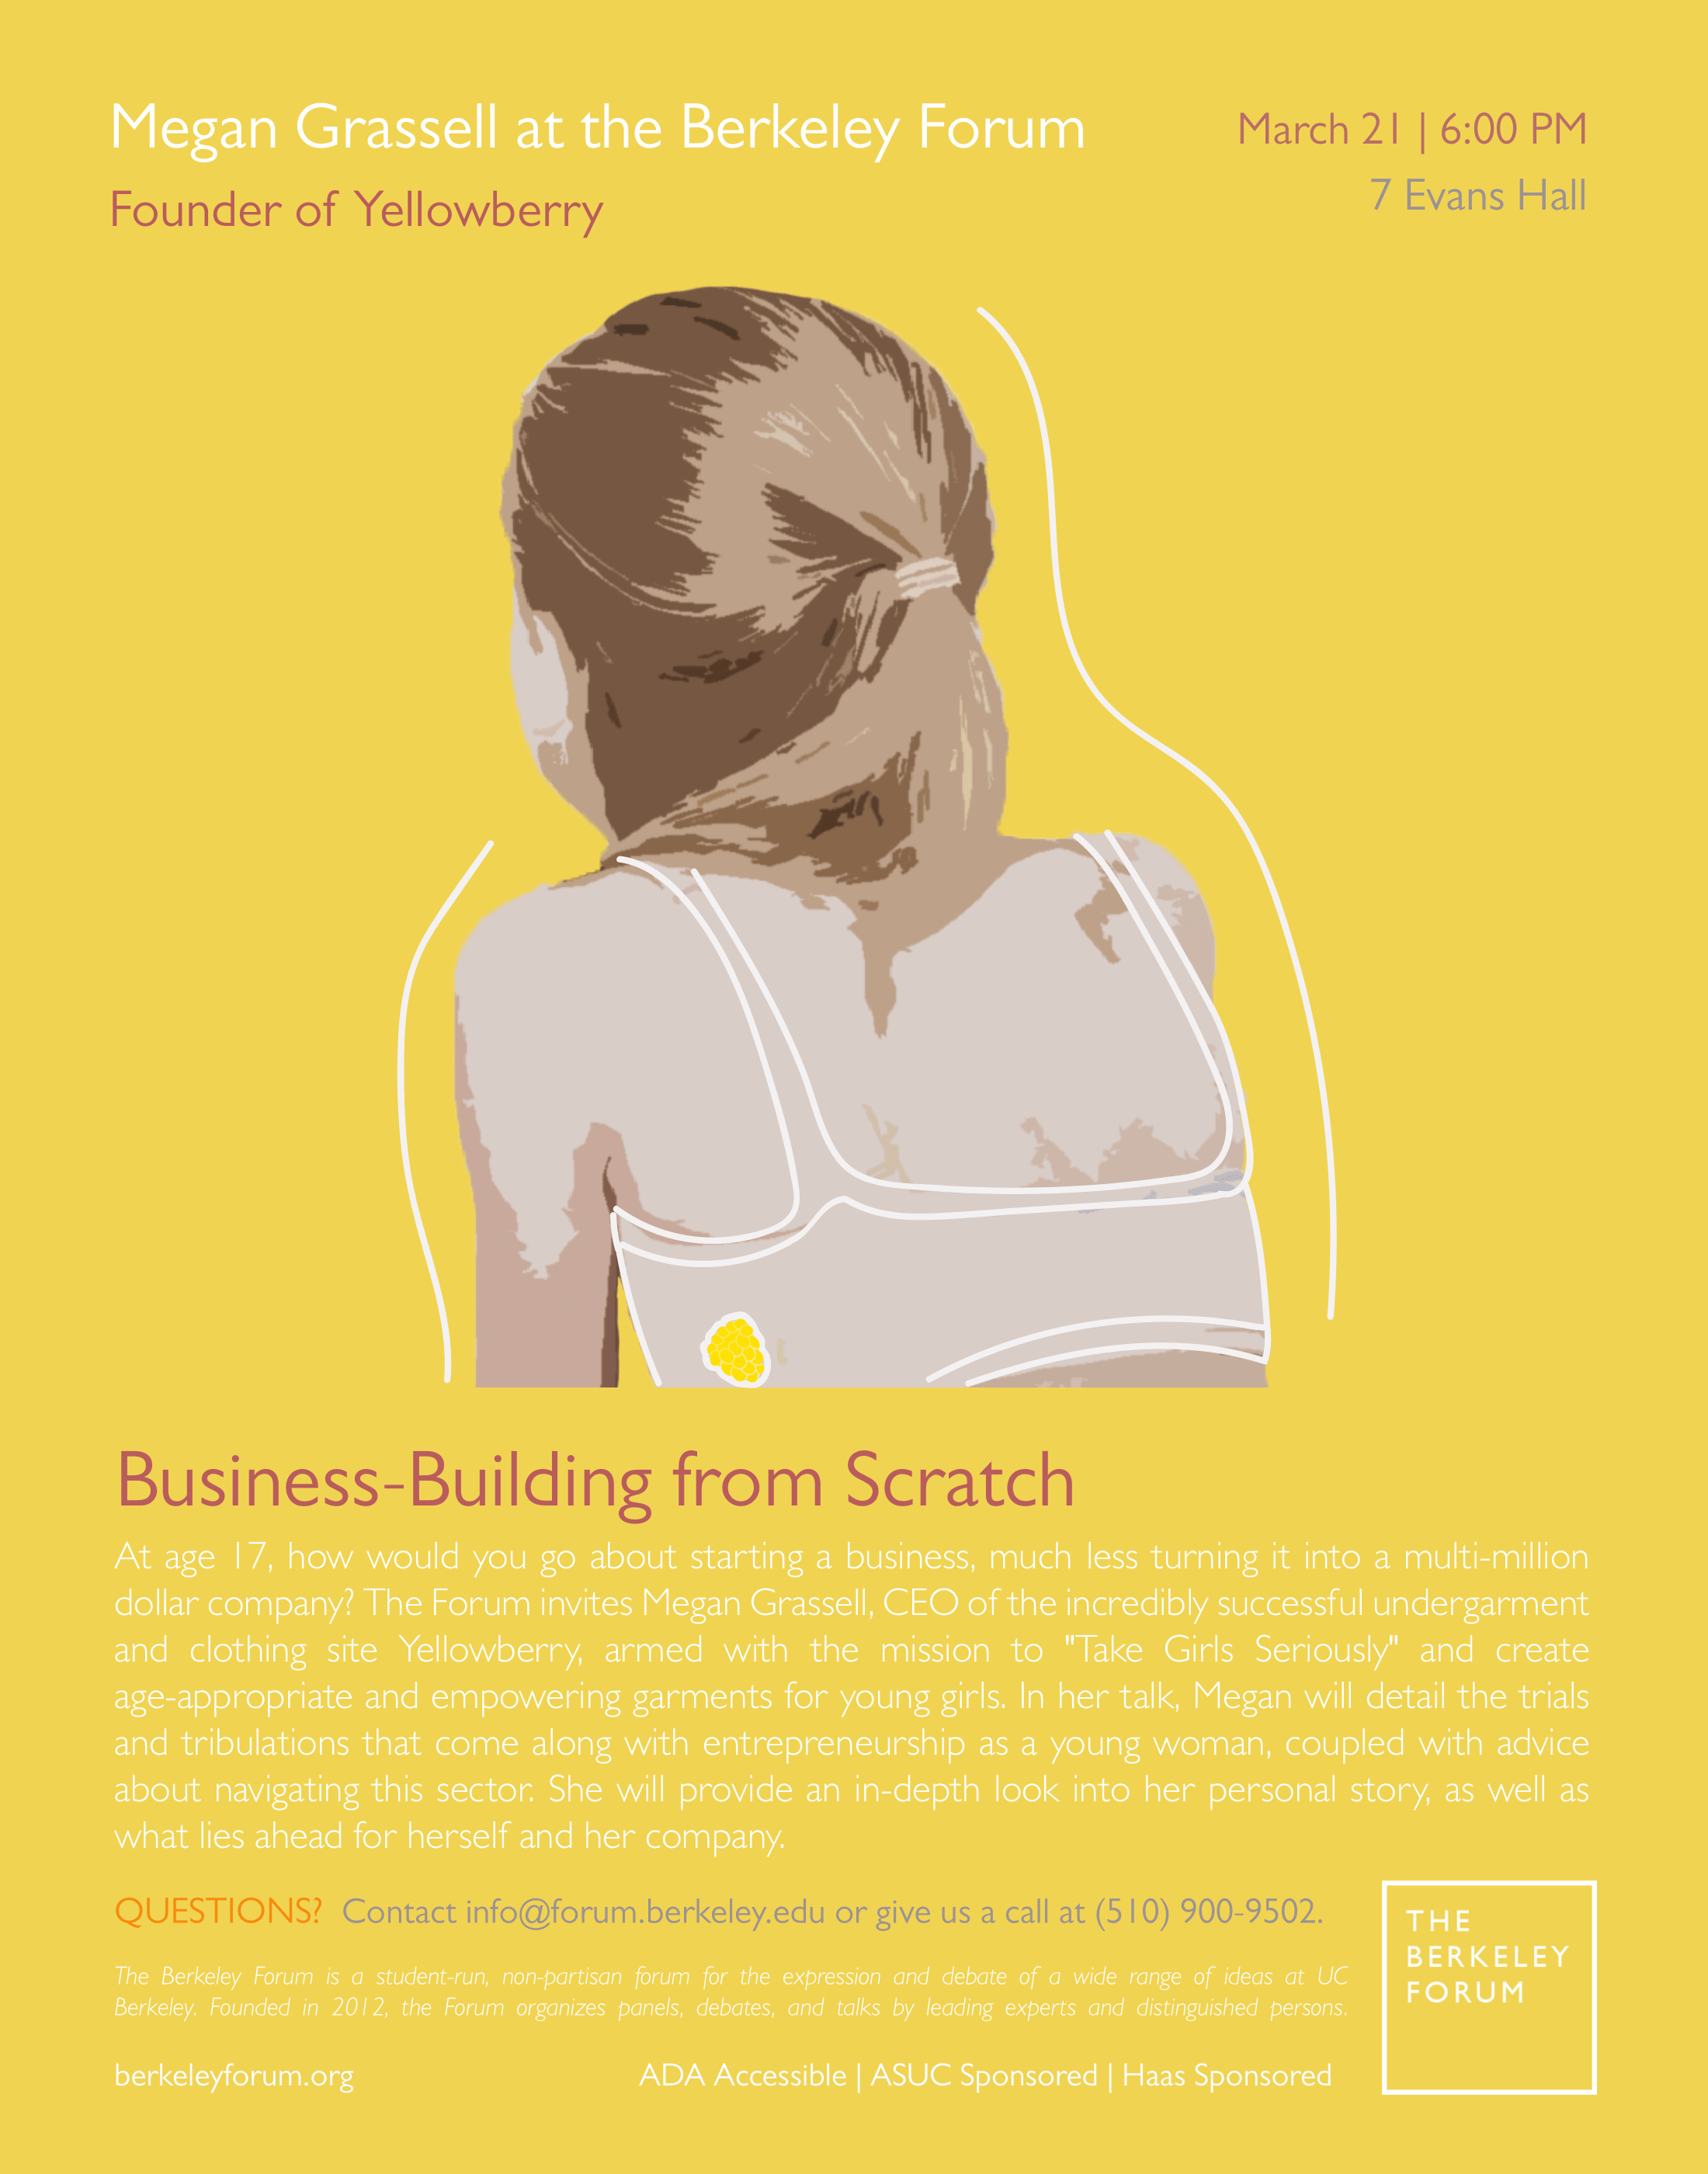 Megan Grassell at the Berkeley Forum
Founder of Yellowberry
March 21 | 6:00 PM
7 Evans Hall
Business-Building from Scratch
At age 17, how would you go about starting a business, much less turning it into a multi-million
dollar company? The Forum invites Megan Grassell, CEO of the incredibly successful undergarment
and clothing site Yellowberry, armed with the mission to "Take Girls Seriously" and create
age-appropriate and empowering garments for young girls. In her talk, Megan will detail the trials
and tribulations that come along with entrepreneurship as a young woman, coupled with advice
about navigating this sector. She will provide an in-depth look into her personal story, as well as
what lies ahead for herself and her company.
QUESTIONS? Contact info@forum.berkeley.edu or give us a call at (510) 900-9502.
The Berkeley Forum is a student-run, non-partisan forum for the expression and debate of a wide range of ideas at UC
Berkeley. Founded in 2012, the Forum organizes panels, debates, and talks by leading experts and distinguished persons.
berkeleyforum.org
ADA Accessible | ASUC Sponsored | Haas Sponsored
THE
BERKELEY
FORUM